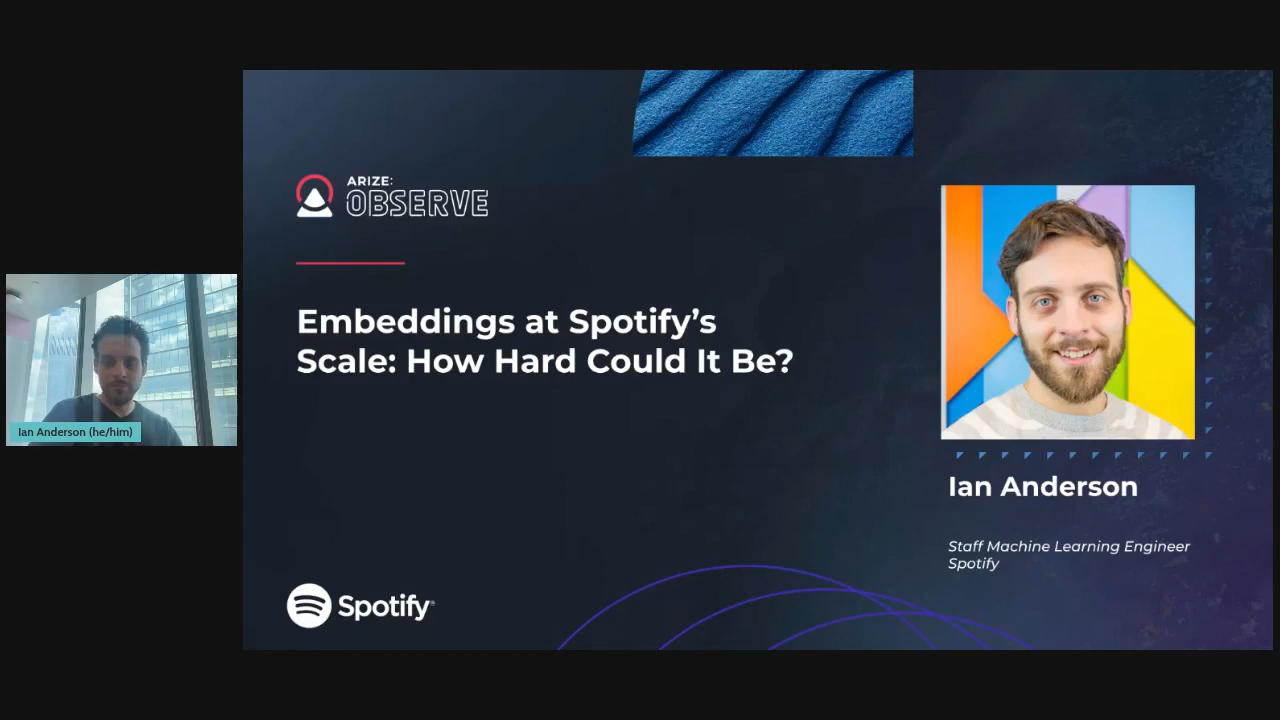 ARIZE:
OBSERVE
Embeddings at Spotify's
Scale: How Hard Could It Be?
Ian Anderson (he/him)
Ian Anderson
Staff Machine Learning Engineer
Spotify
Spotify®